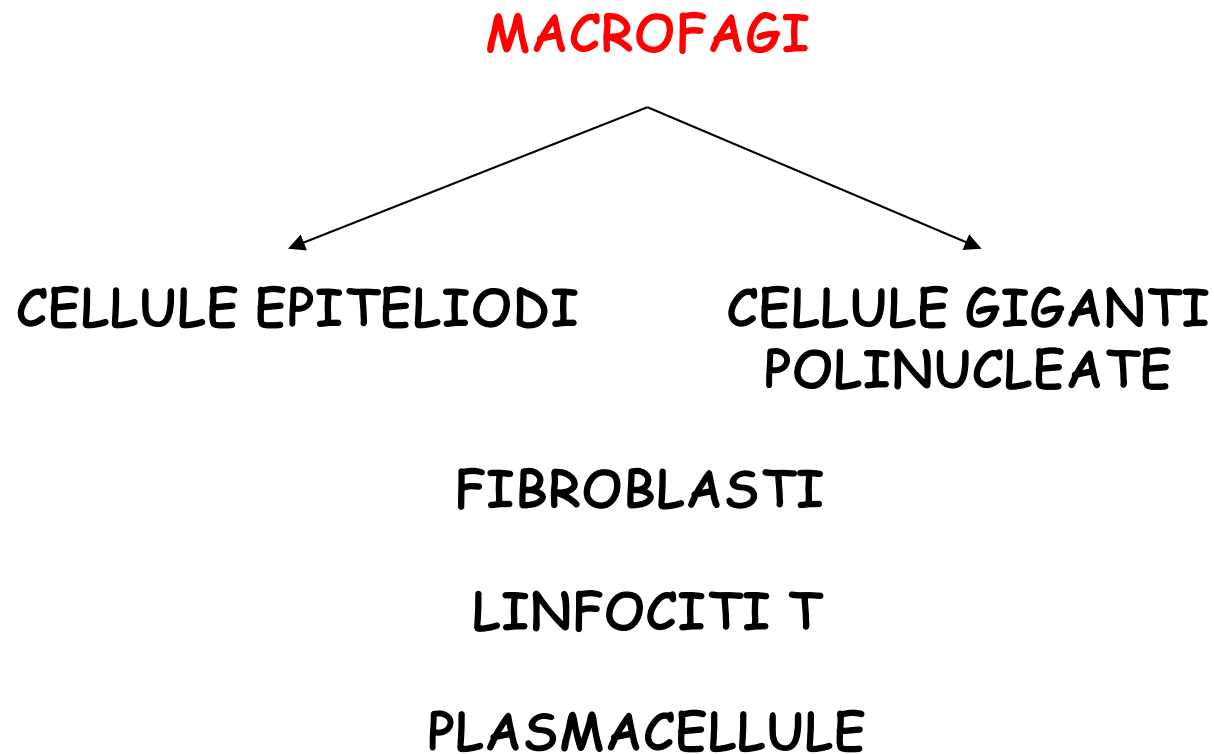 MACROFAGI
CELLULE EPITELIODI
CELLULE GIGANTI
POLINUCLEATE
FIBROBLASTI
LINFOCITI T
PLASMACELLULE